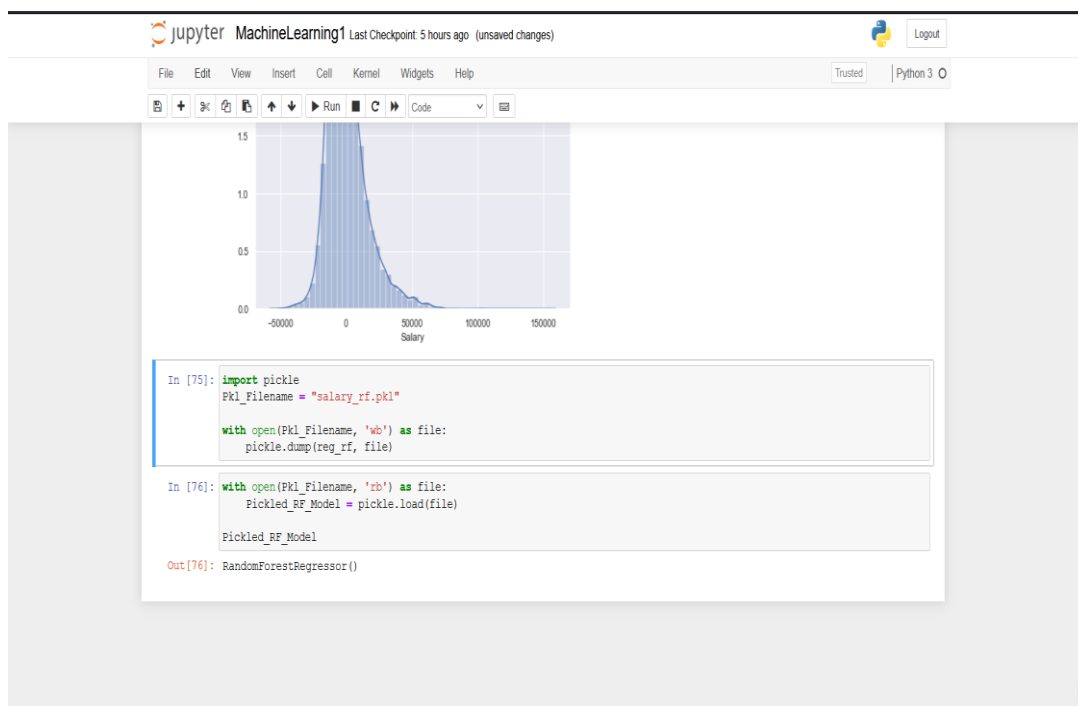 jupyter MachineLearning1 Last Checkpoint: 5 hours ago (unsaved changes) Logout
File Edit View Insert Cell Kernel Widgets Help Trusted Python 3
Run Code
1.5
1.0
0.5
0.0
-50000 0 50000 100000 150000
Salary
In [75]: import pickle
Pkl_Filename = "salary_rf.pkl"
with open(Pkl_Filename, 'wb') as file:
    pickle.dump(reg_rf, file)
In [76]: with open(Pkl_Filename, 'rb') as file:
    Pickled_RF_Model = pickle.load(file)
Pickled_RF_Model
Out[76]: RandomForestRegressor()